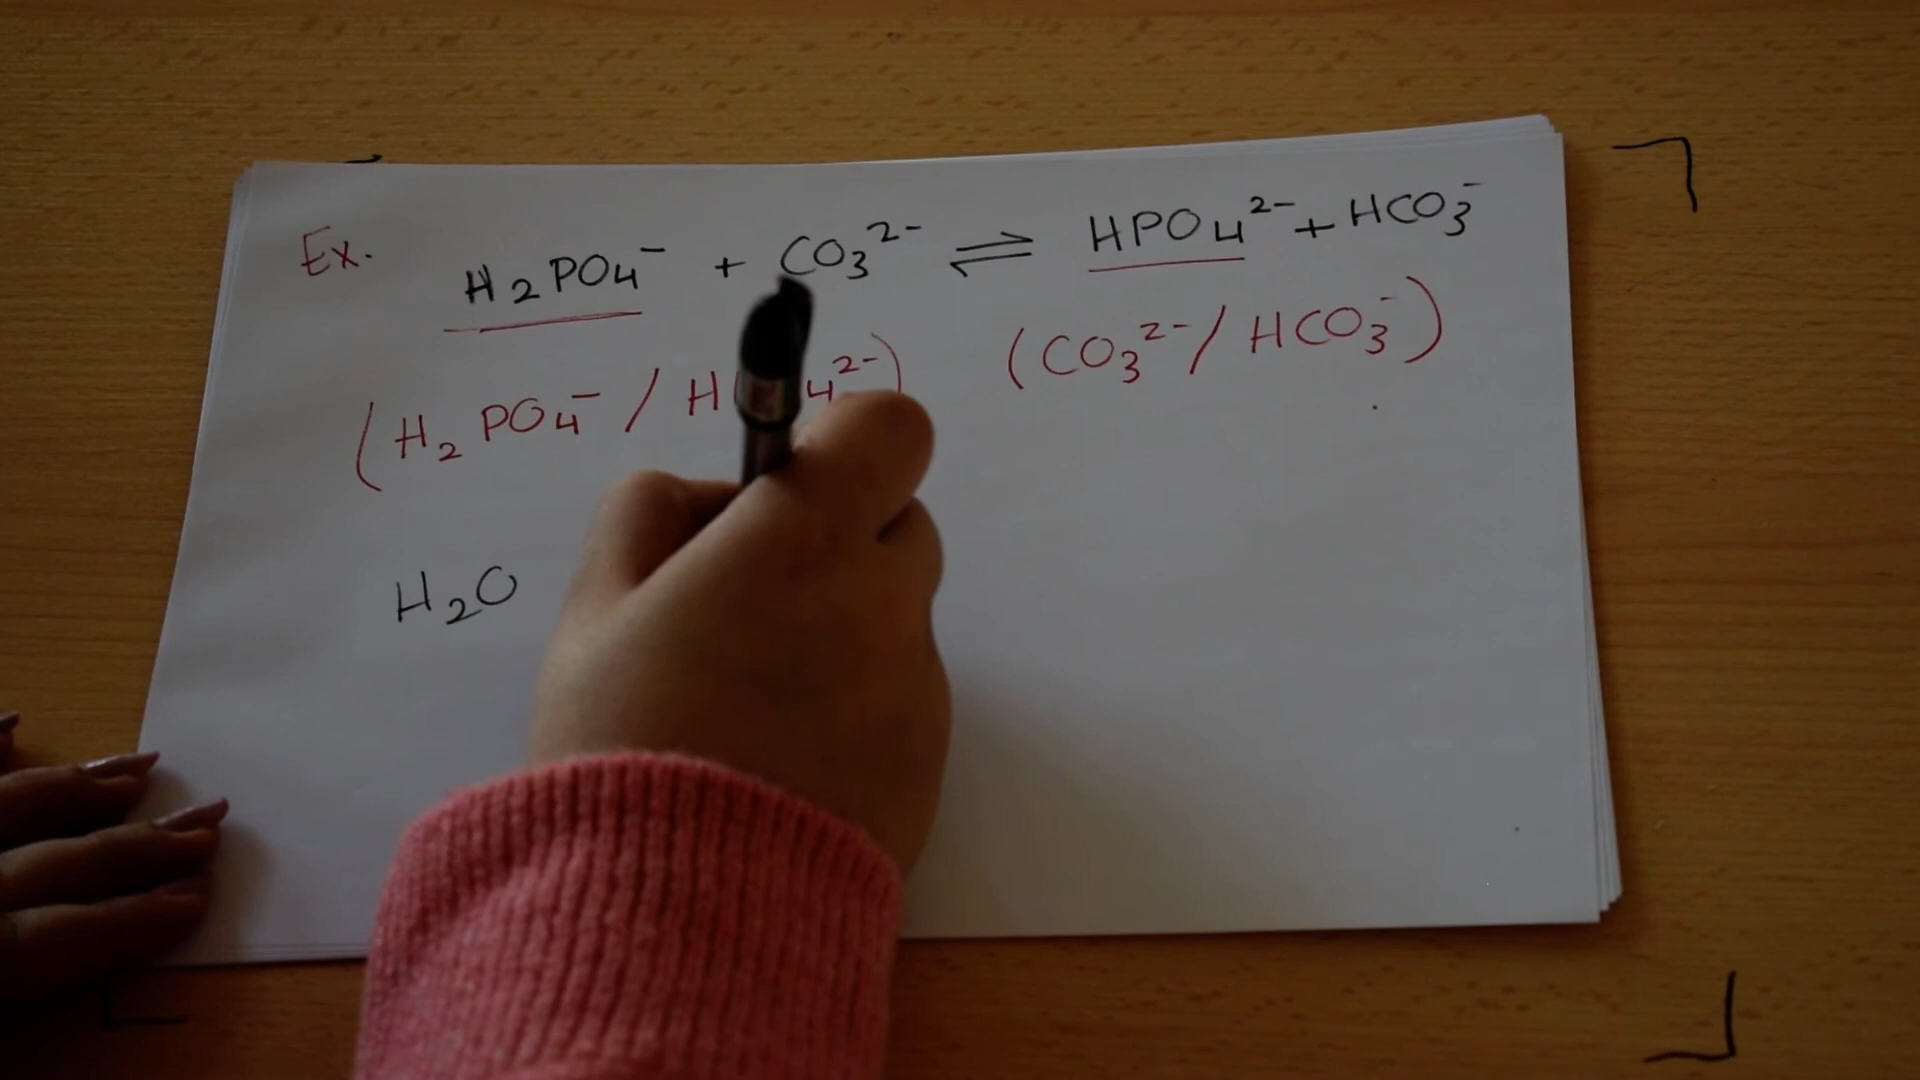 Ex. H₂PO₄⁻ + CO₃²⁻ ⇌ HPO₄²⁻ + HCO₃⁻
(H₂PO₄⁻ / H 4²⁻) (CO₃²⁻ / HCO₃⁻)
H₂O